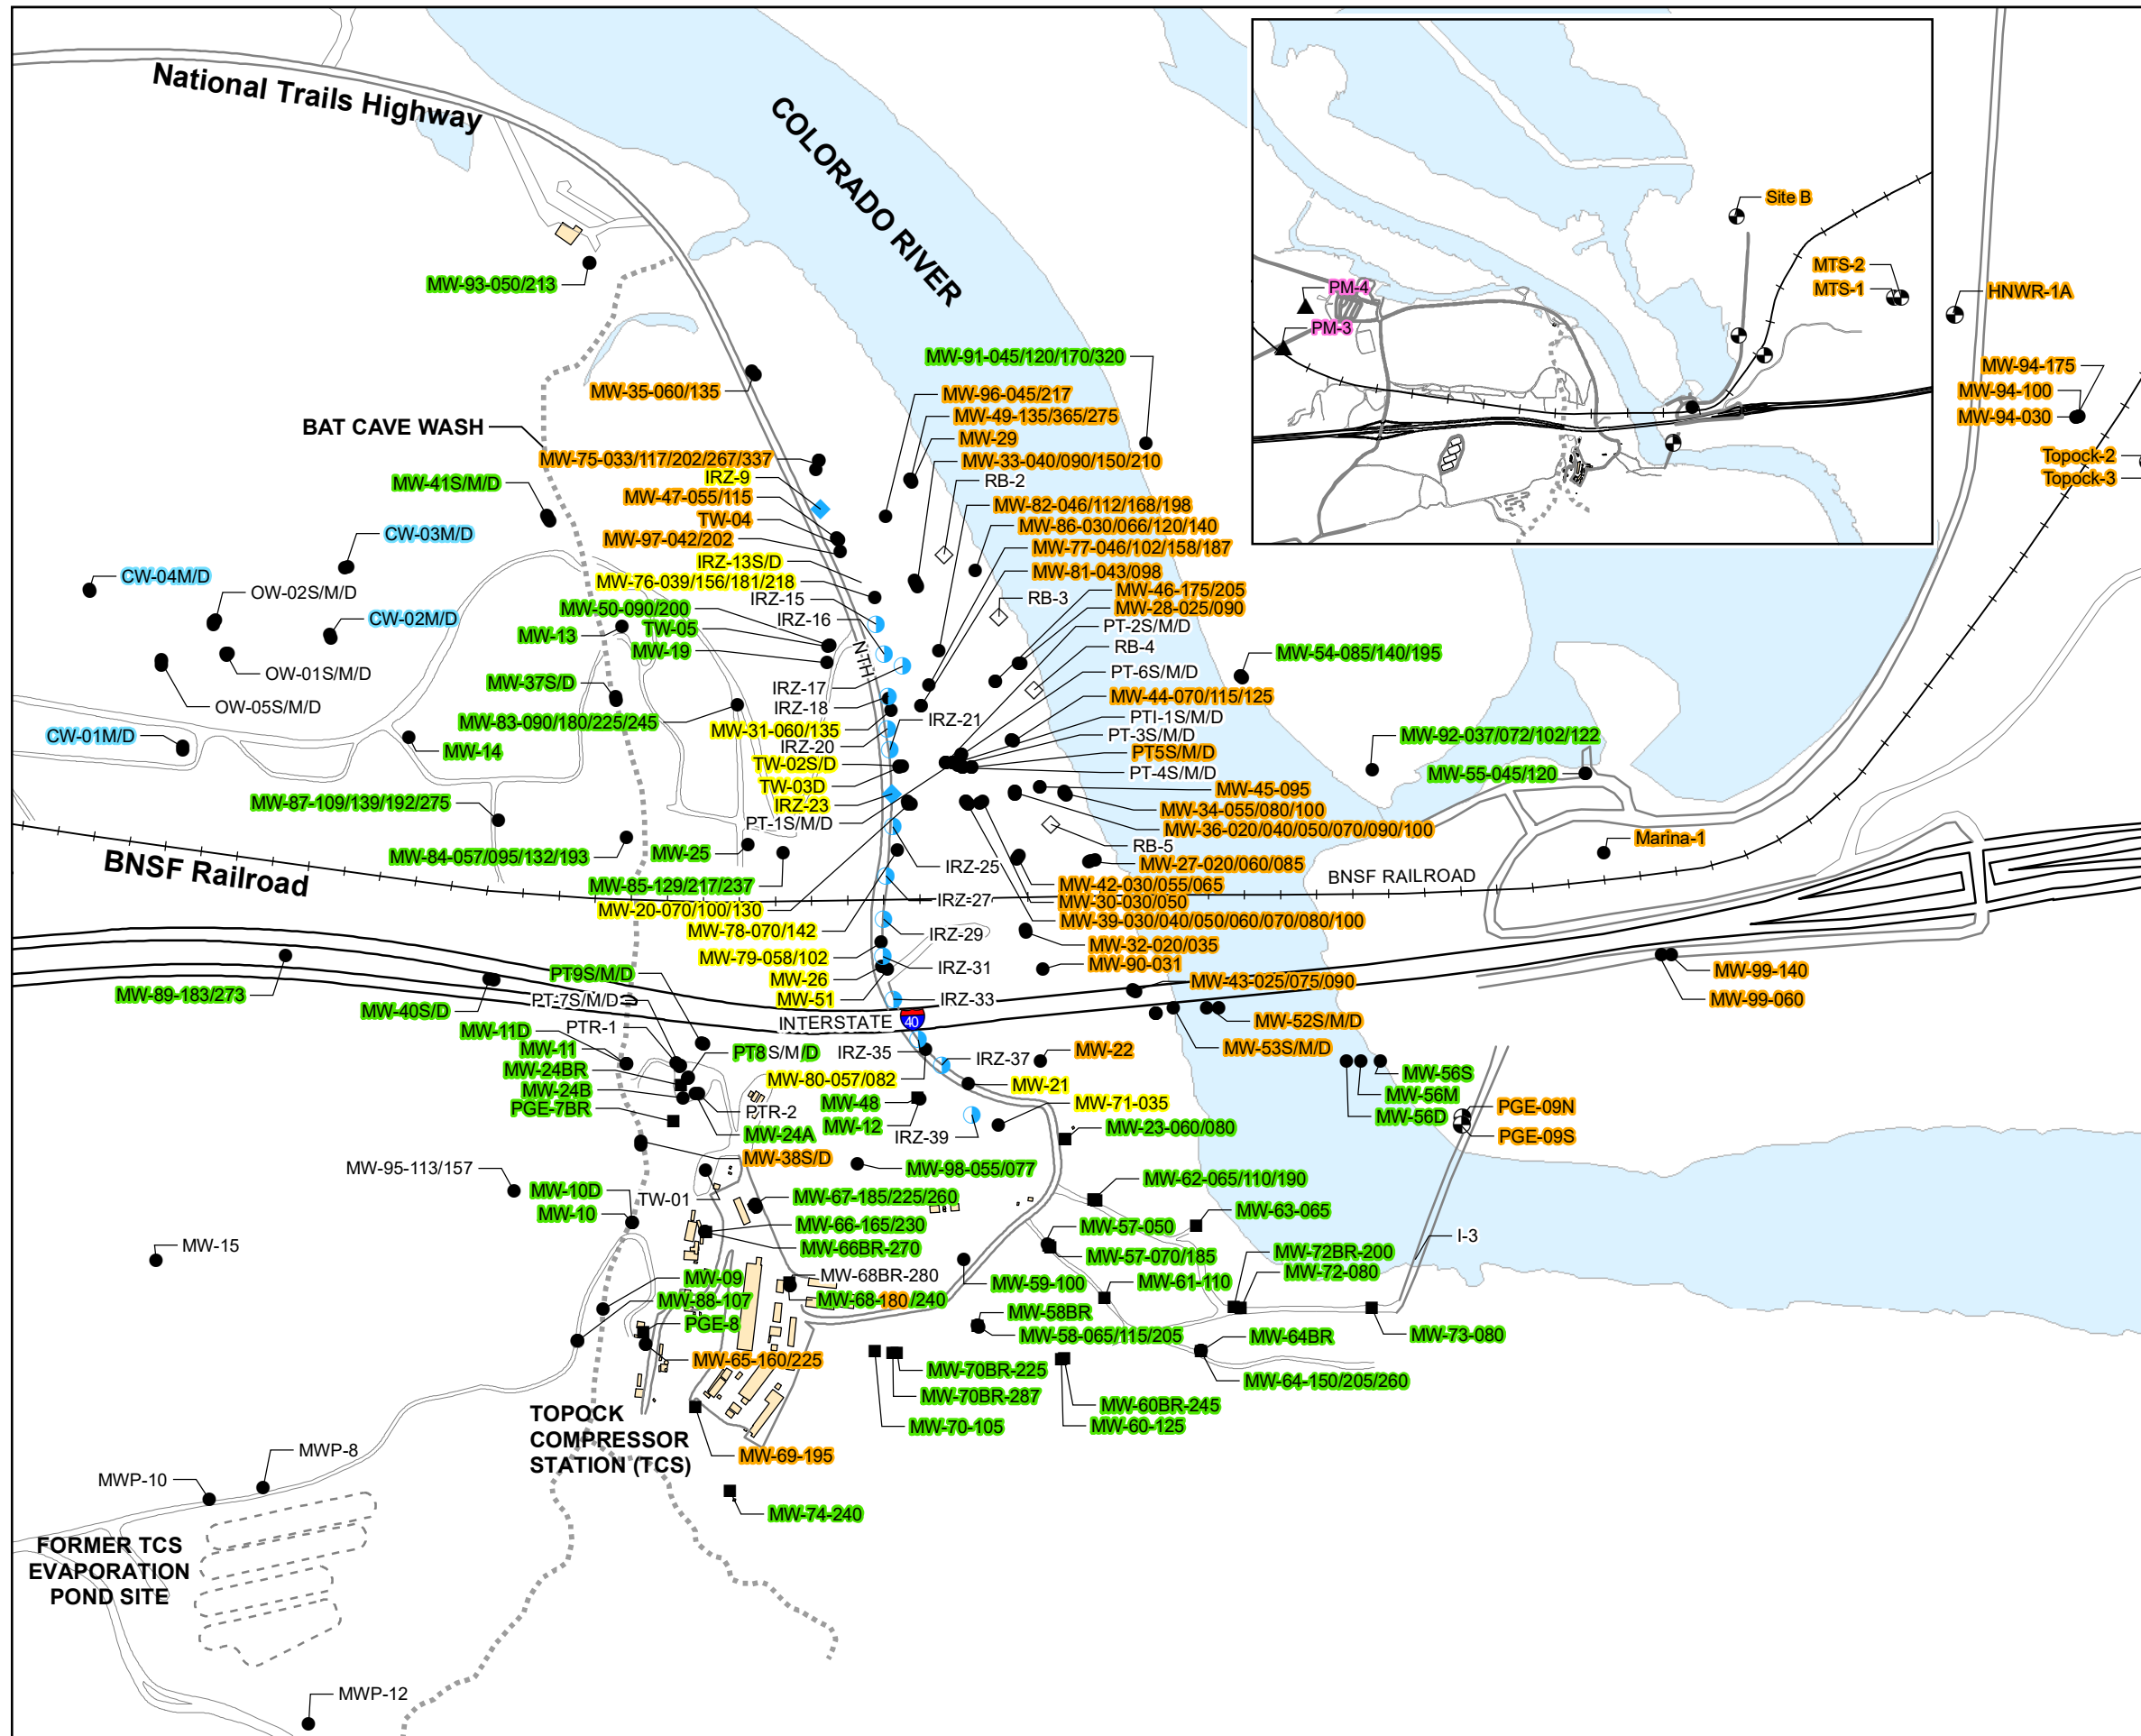 National Trails Highway
COLORADO RIVER
Site B
MTS-2
MTS-1
HNWR-1A
PM-4
PM-3
MW-94-175
MW-94-100
MW-94-030
Topock-2
Topock-3
MW-93-050/213
MW-91-045/120/170/320
MW-35-060/135
MW-96-045/217
MW-49-135/365/275
BAT CAVE WASH
MW-29
MW-75-033/117/202/267/337
MW-33-040/090/150/210
IRZ-9
RB-2
MW-41S/M/D
MW-47-055/115
MW-82-046/112/168/198
TW-04
MW-86-030/066/120/140
CW-03M/D
MW-97-042/202
MW-77-046/102/158/187
IRZ-13S/D
MW-81-043/098
CW-04M/D
MW-76-039/156/181/218
MW-46-175/205
OW-02S/M/D
IRZ-15
RB-3
MW-28-025/090
MW-50-090/200
IRZ-16
CW-02M/D
PT-2S/M/D
MW-13
TW-05
RB-4
MW-19
NTH
MW-54-085/140/195
OW-01S/M/D
PT-6S/M/D
MW-37S/D
IRZ-17
MW-44-070/115/125
OW-05S/M/D
IRZ-18
PTI-1S/M/D
MW-83-090/180/225/245
IRZ-21
MW-31-060/135
PT-3S/M/D
CW-01M/D
MW-92-037/072/102/122
MW-14
IRZ-20
PT5S/M/D
TW-02S/D
PT-4S/M/D
MW-55-045/120
TW-03D
MW-45-095
MW-87-109/139/192/275
IRZ-23
MW-34-055/080/100
PT-1S/M/D
MW-36-020/040/050/070/090/100
Marina-1
MW-84-057/095/132/193
MW-25
RB-5
BNSF Railroad
IRZ-25
MW-27-020/060/085
MW-85-129/217/237
MW-42-030/055/065
BNSF RAILROAD
IRZ-27
MW-30-030/050
MW-20-070/100/130
MW-39-030/040/050/060/070/080/100
MW-78-070/142
IRZ-29
MW-32-020/035
MW-79-058/102
MW-90-031
PT9S/M/D
IRZ-31
MW-99-140
MW-26
MW-43-025/075/090
MW-89-183/273
MW-51
IRZ-33
MW-99-060
PT-7S/M/D
MW-40S/D
INTERSTATE
40
MW-52S/M/D
MW-11D
PTR-1
MW-11
PT8 S/M/D
IRZ-35
IRZ-37
MW-22
MW-53S/M/D
MW-24BR
MW-80-057/082
MW-21
MW-56S
MW-24B
MW-48
MW-71-035
MW-56M
PGE-7BR
PTR-2
MW-12
MW-56D
PGE-09N
MW-24A
IRZ-39
MW-23-060/080
PGE-09S
MW-38S/D
MW-95-113/157
MW-98-055/077
MW-10D
TW-01
MW-67-185/225/260
MW-62-065/110/190
MW-10
MW-66-165/230
MW-63-065
MW-57-050
MW-15
MW-66BR-270
MW-57-070/185
MW-72BR-200
I-3
MW-09
MW-68BR-280
MW-59-100
MW-61-110
MW-72-080
MW-88-107
MW-68-180/240
MW-58BR
PGE-8
MW-58-065/115/205
MW-64BR
MW-73-080
MW-65-160/225
MW-70BR-225
MW-64-150/205/260
MW-70BR-287
MW-60BR-245
MW-70-105
MW-60-125
TOPOCK
COMPRESSOR
STATION (TCS)
MWP-8
MW-69-195
MWP-10
MW-74-240
FORMER TCS
EVAPORATION
POND SITE
MWP-12